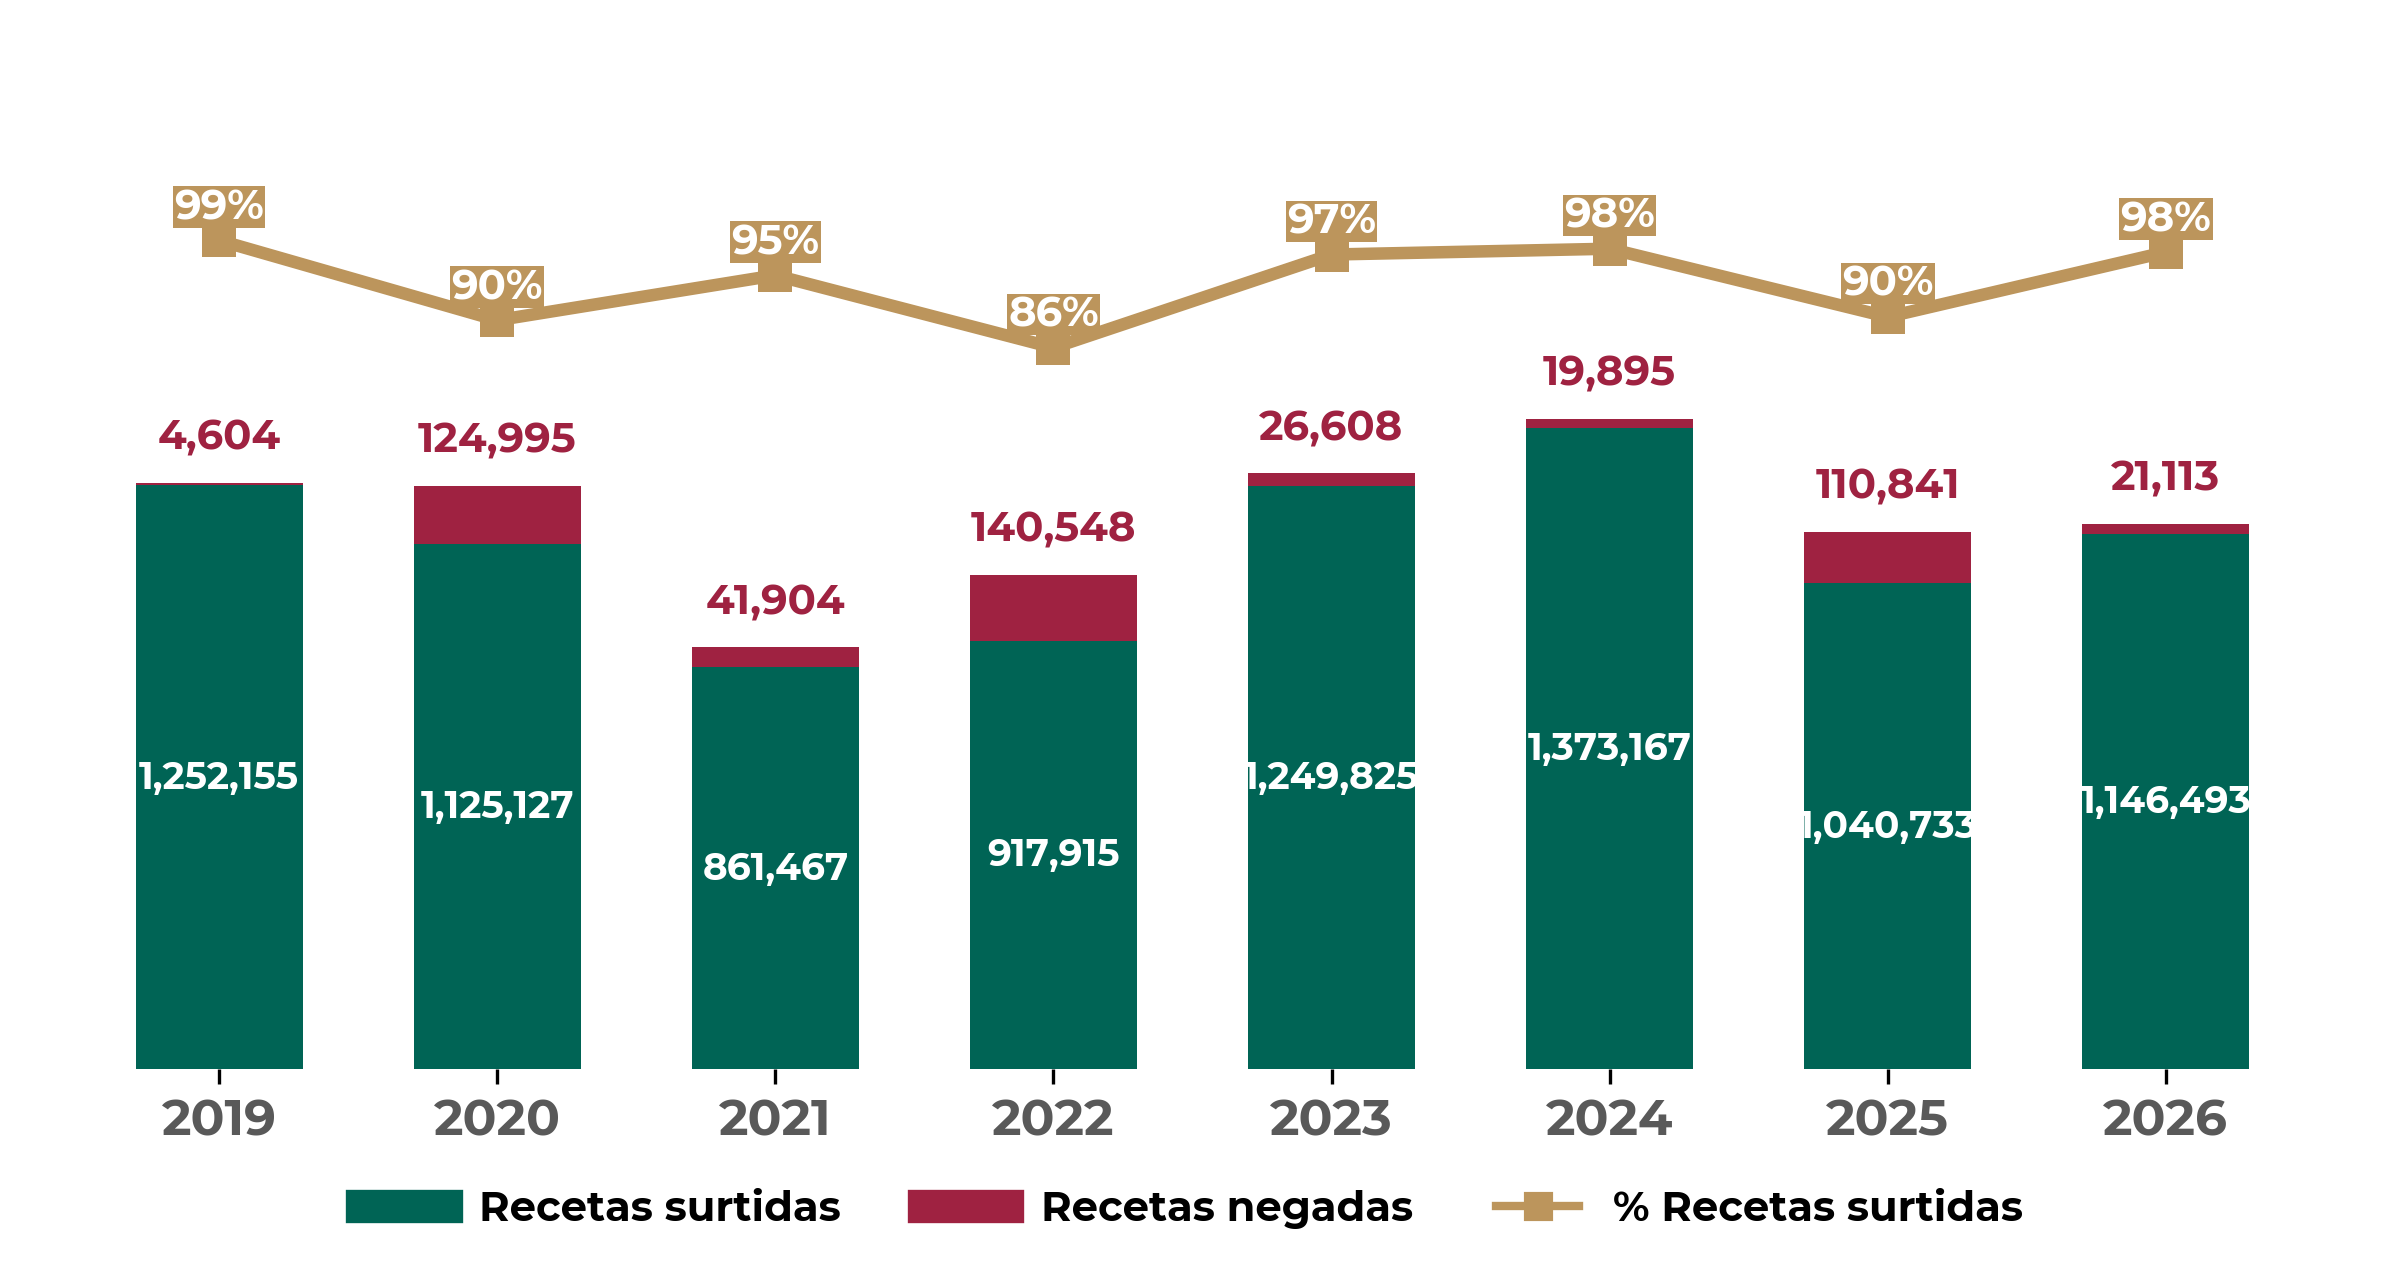 99% 90% 95% 86% 97% 98% 90% 98%
4,604 124,995 41,904 140,548 26,608 19,895 110,841 21,113
1,252,155 1,125,127 861,467 917,915 1,249,825 1,373,167 1,040,733 1,146,493
2019 2020 2021 2022 2023 2024 2025 2026
Recetas surtidas Recetas negadas % Recetas surtidas